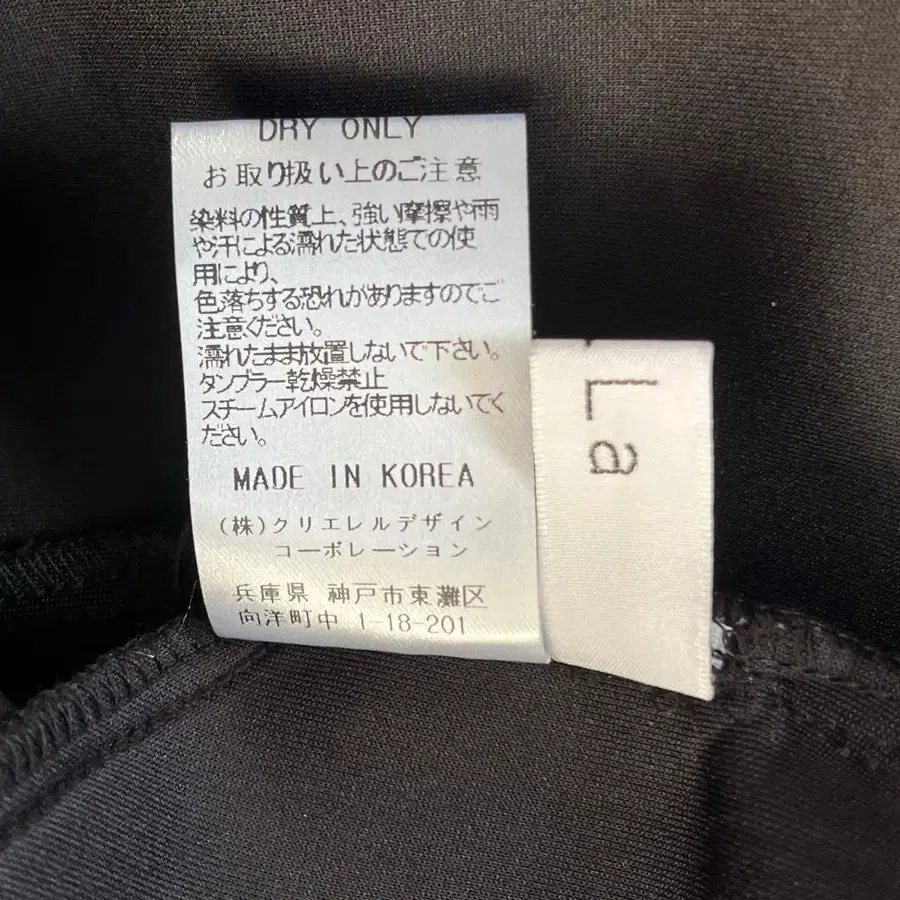 DRY ONLY
お取り扱い上のご注意
染料の性質上、強い摩擦や雨
や汗による濡れた状態での使
用により、
色落ちする恐れがありますのでご
注意ください。
濡れたまま放置しないで下さい。
タンブラー乾燥禁止
スチームアイロンを使用しないでく
ださい。
MADE IN KOREA
(株)クリエレルデザイン
コーポレーション
兵庫県 神戸市東灘区
向洋町中 1-18-201
La